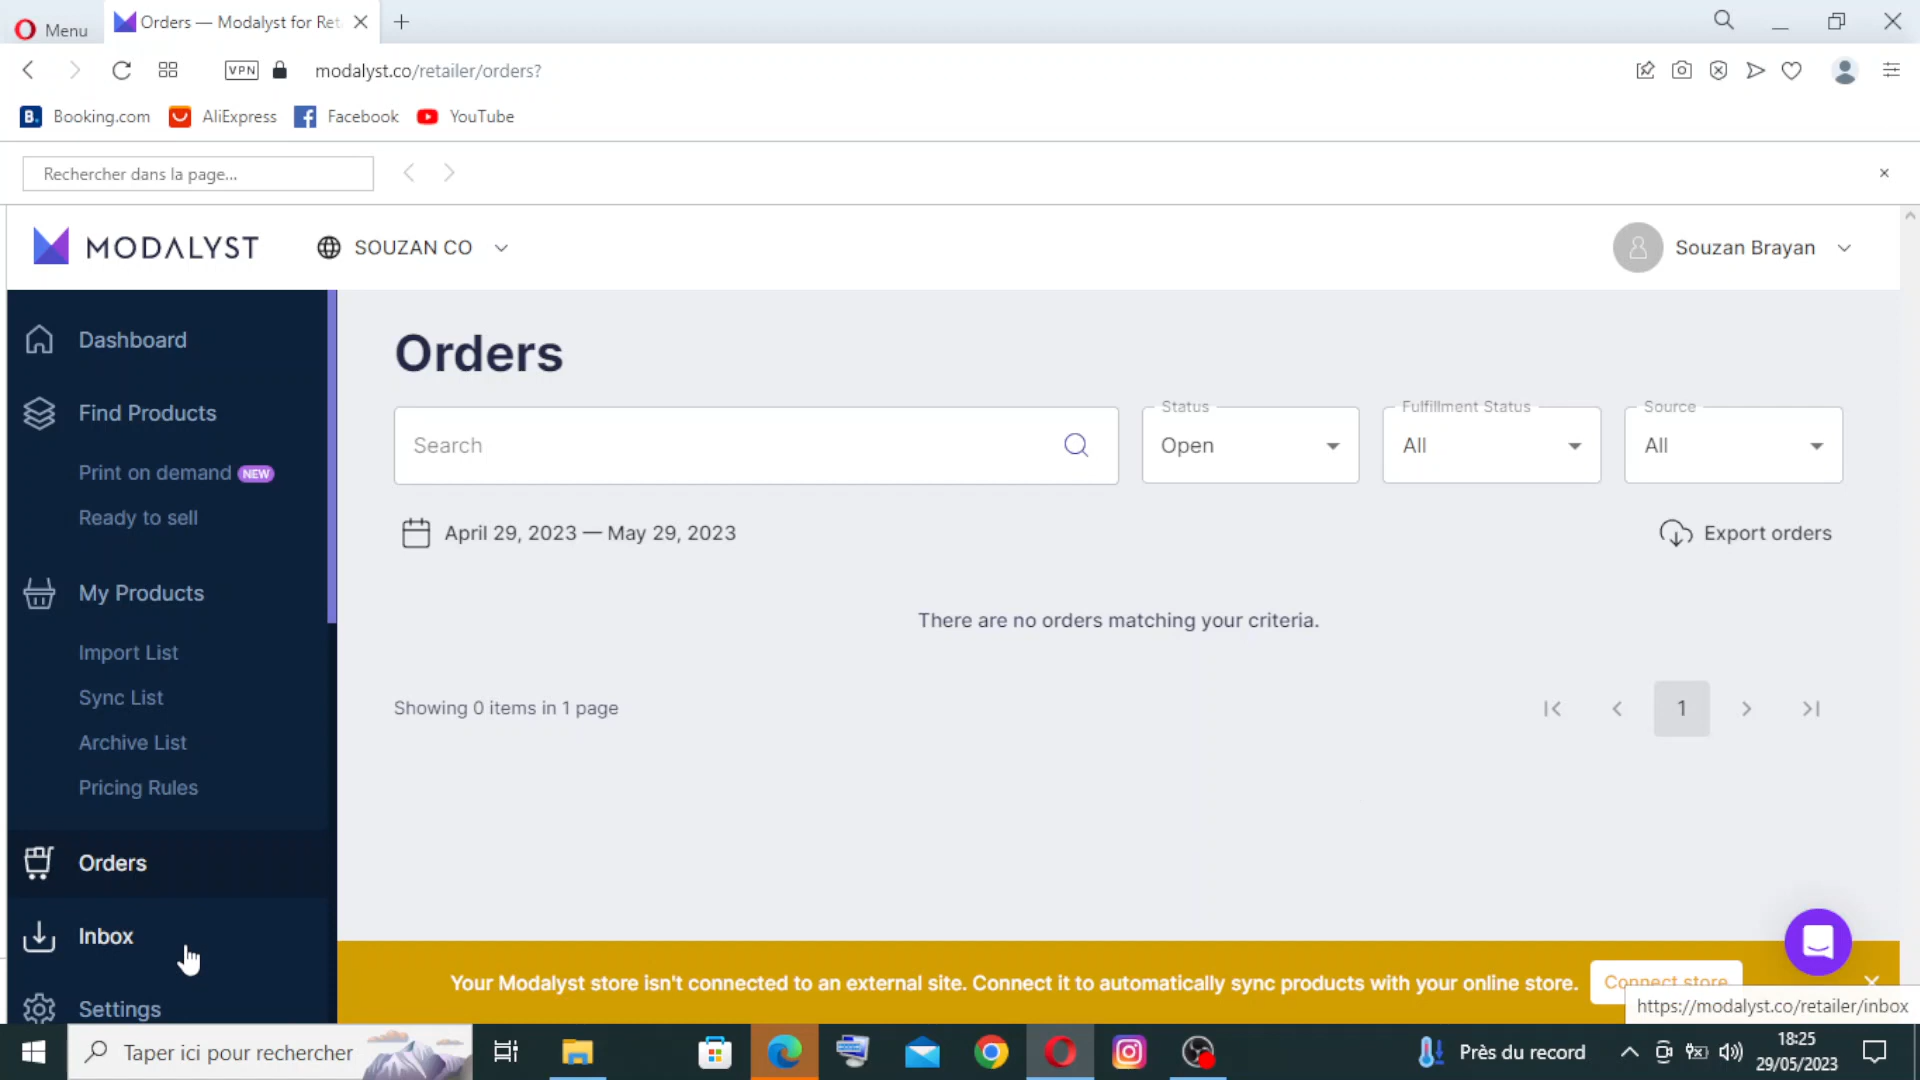 Menu
Orders — Modalyst for Ret
VPN
modalyst.co/retailer/orders?
B.
Booking.com
AliExpress
Facebook
YouTube
Rechercher dans la page...
MODALYST
SOUZAN CO
Souzan Brayan
Dashboard
Find Products
Print on demand NEW
Ready to sell
My Products
Import List
Sync List
Archive List
Pricing Rules
Orders
Inbox
Settings
Orders
Search
Status
Open
Fulfillment Status
All
Source
All
April 29, 2023 — May 29, 2023
Export orders
There are no orders matching your criteria.
Showing 0 items in 1 page
1
Your Modalyst store isn't connected to an external site. Connect it to automatically sync products with your online store.
Connect store
https://modalyst.co/retailer/inbox
Taper ici pour rechercher
Près du record
18:25
29/05/2023